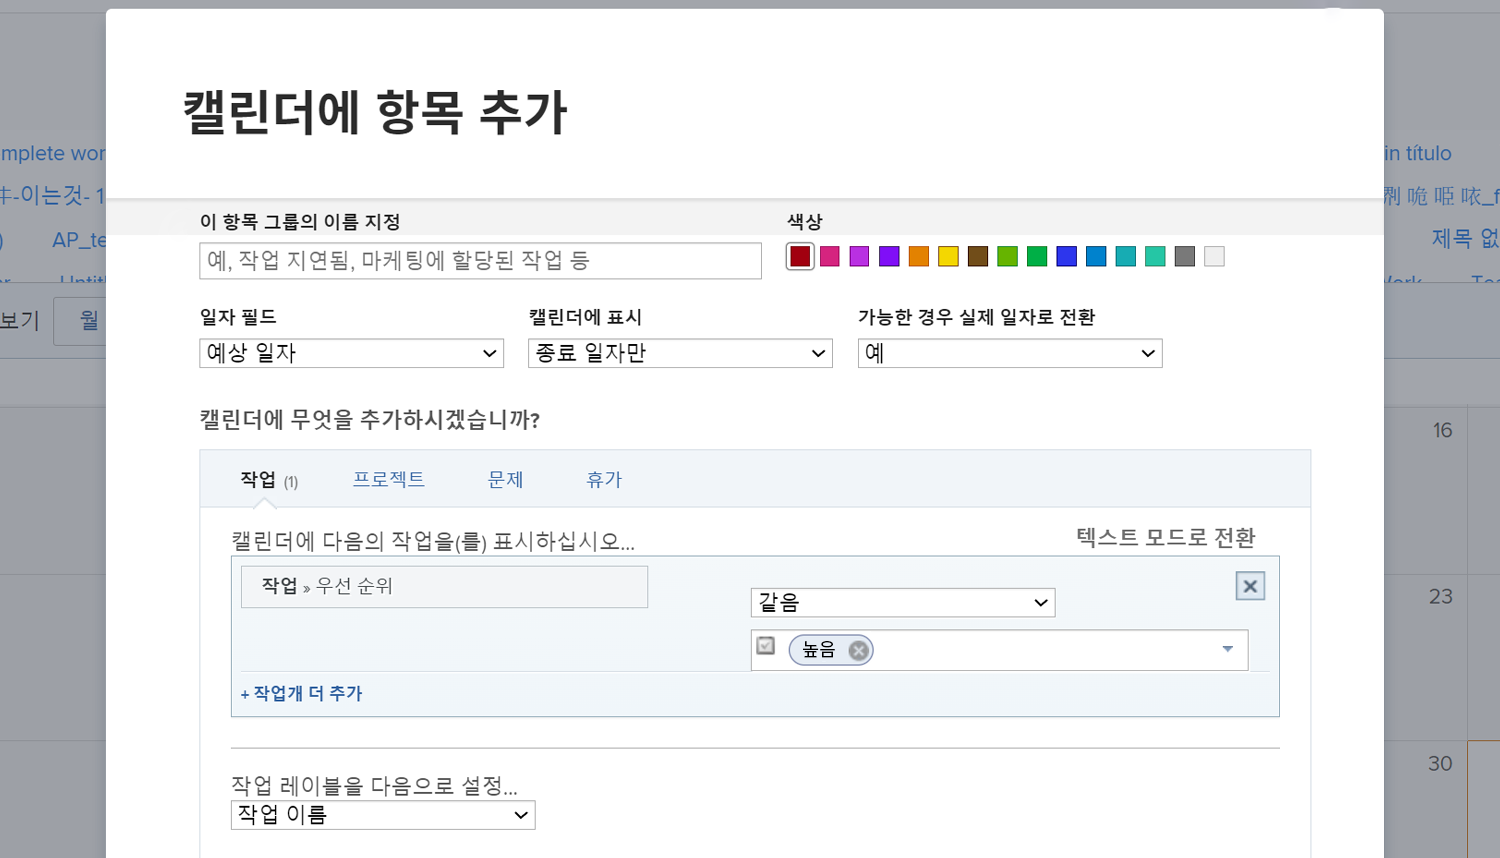 캘린더에 항목 추가
mplete wor
in título
-이는것- 1
AP_te
제목 없
이 항목 그룹의 이름 지정
색상
예, 작업 지연됨, 마케팅에 할당된 작업 등
보기
월
일자 필드
캘린더에 표시
가능한 경우 실제 일자로 전환
예상 일자
종료 일자만
예
캘린더에 무엇을 추가하시겠습니까?
16
작업 (1)
프로젝트
문제
휴가
캘린더에 다음의 작업을(를) 표시하십시오...
텍스트 모드로 전환
작업 » 우선 순위
같음
23
높음
+ 작업개 더 추가
30
작업 레이블을 다음으로 설정...
작업 이름